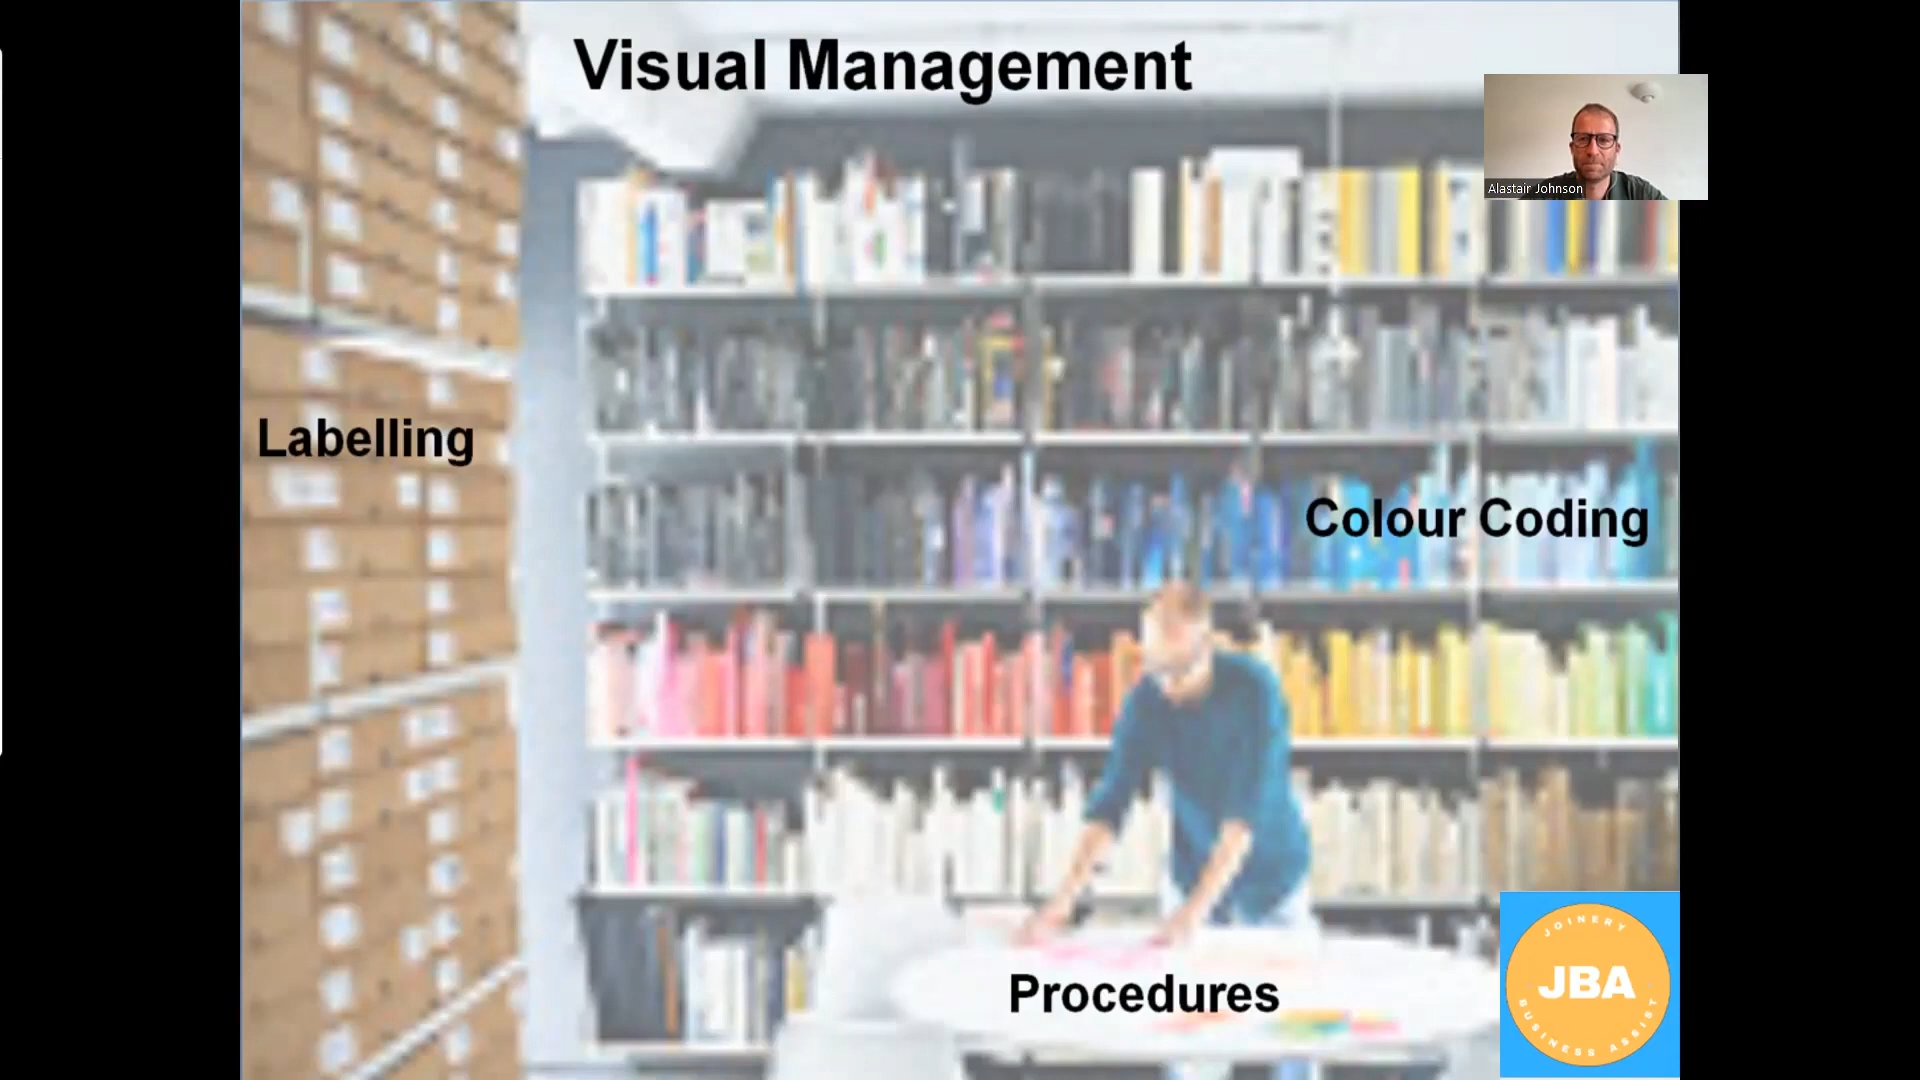 Visual Management
Alastair Johnson
Labelling
Colour Coding
Procedures
JOINERY
JBA
BUSINESS ASSIST